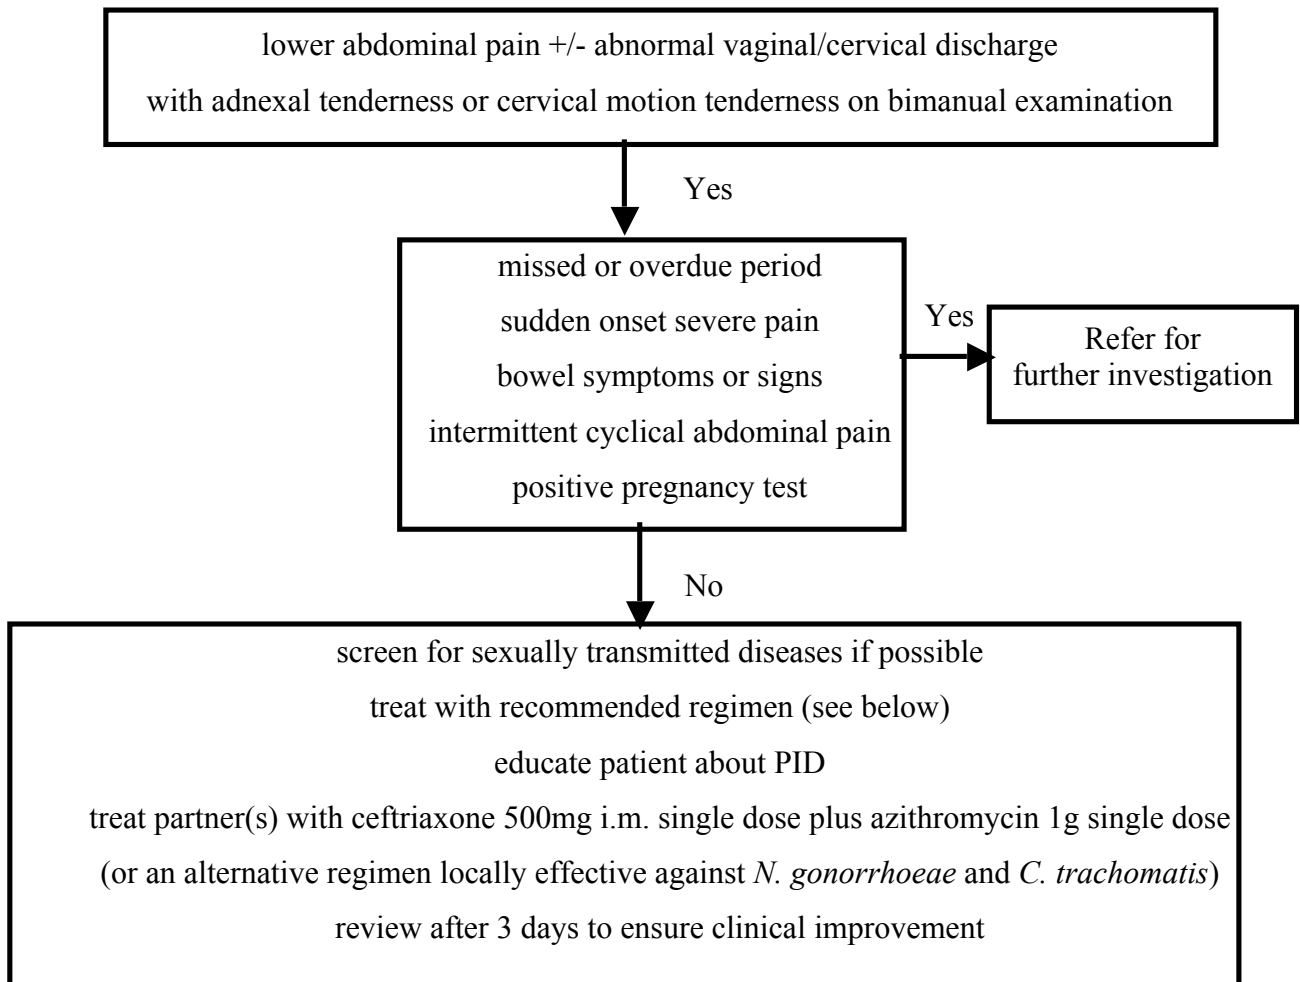 lower abdominal pain +/- abnormal vaginal/cervical discharge
with adnexal tenderness or cervical motion tenderness on bimanual examination
Yes
missed or overdue period
sudden onset severe pain
bowel symptoms or signs
intermittent cyclical abdominal pain
positive pregnancy test
Yes
Refer for
further investigation
No
screen for sexually transmitted diseases if possible
treat with recommended regimen (see below)
educate patient about PID
treat partner(s) with ceftriaxone 500mg i.m. single dose plus azithromycin 1g single dose
(or an alternative regimen locally effective against N. gonorrhoeae and C. trachomatis)
review after 3 days to ensure clinical improvement